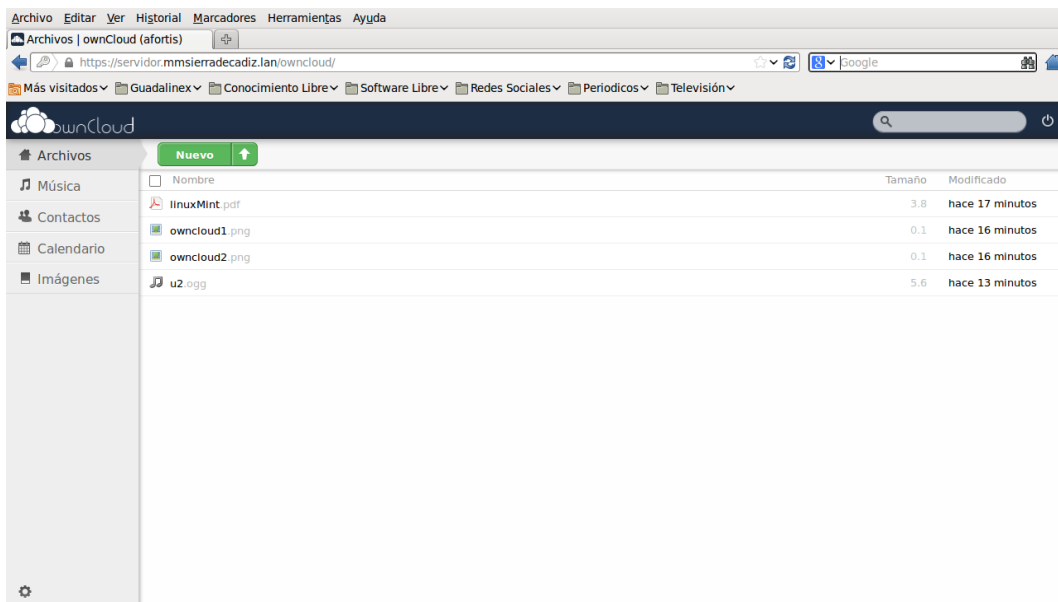 Archivo Editar Ver Historial Marcadores Herramientas Ayuda
Archivos | ownCloud (afortis)
https://servidor.mmsierradecadiz.lan/owncloud/
Google
Más visitados Guadalinex Conocimiento Libre Software Libre Redes Sociales Periodicos Televisión
ownCloud
Archivos
Nuevo
Música
Contactos
Calendario
Imágenes
Nombre Tamaño Modificado
linuxMint.pdf 3.8 hace 17 minutos
owncloud1.png 0.1 hace 16 minutos
owncloud2.png 0.1 hace 16 minutos
u2.ogg 5.6 hace 13 minutos